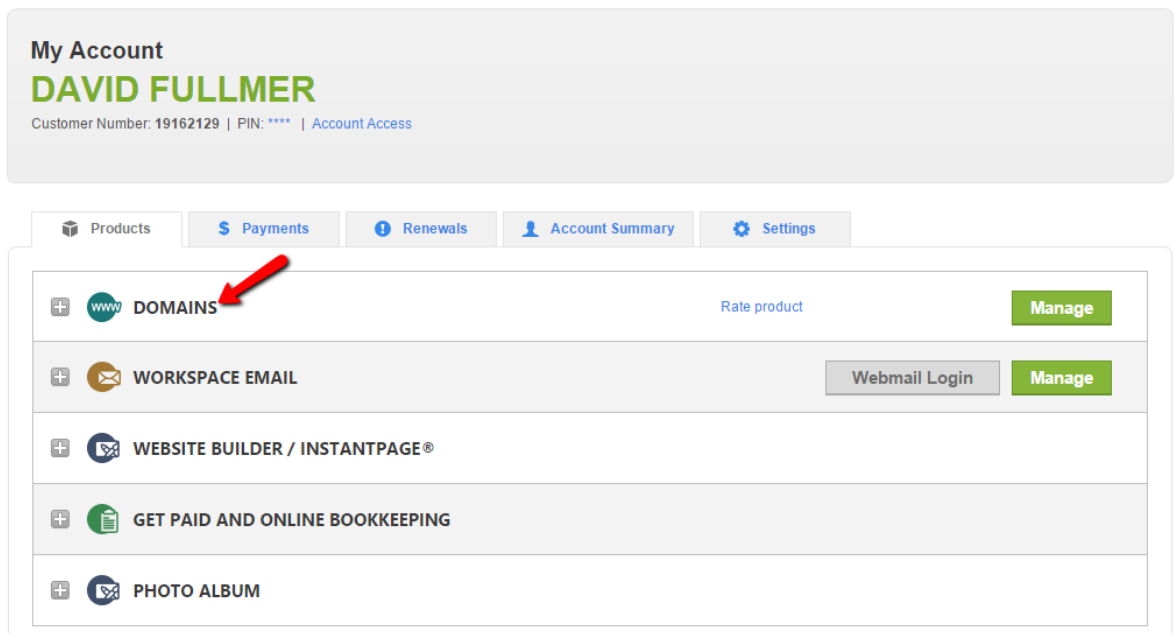 My Account
DAVID FULLMER
Customer Number: 19162129 | PIN: **** | Account Access
Products $ Payments Renewals Account Summary Settings
www DOMAINS Rate product Manage
WORKSPACE EMAIL Webmail Login Manage
WEBSITE BUILDER / INSTANTPAGE®
GET PAID AND ONLINE BOOKKEEPING
PHOTO ALBUM